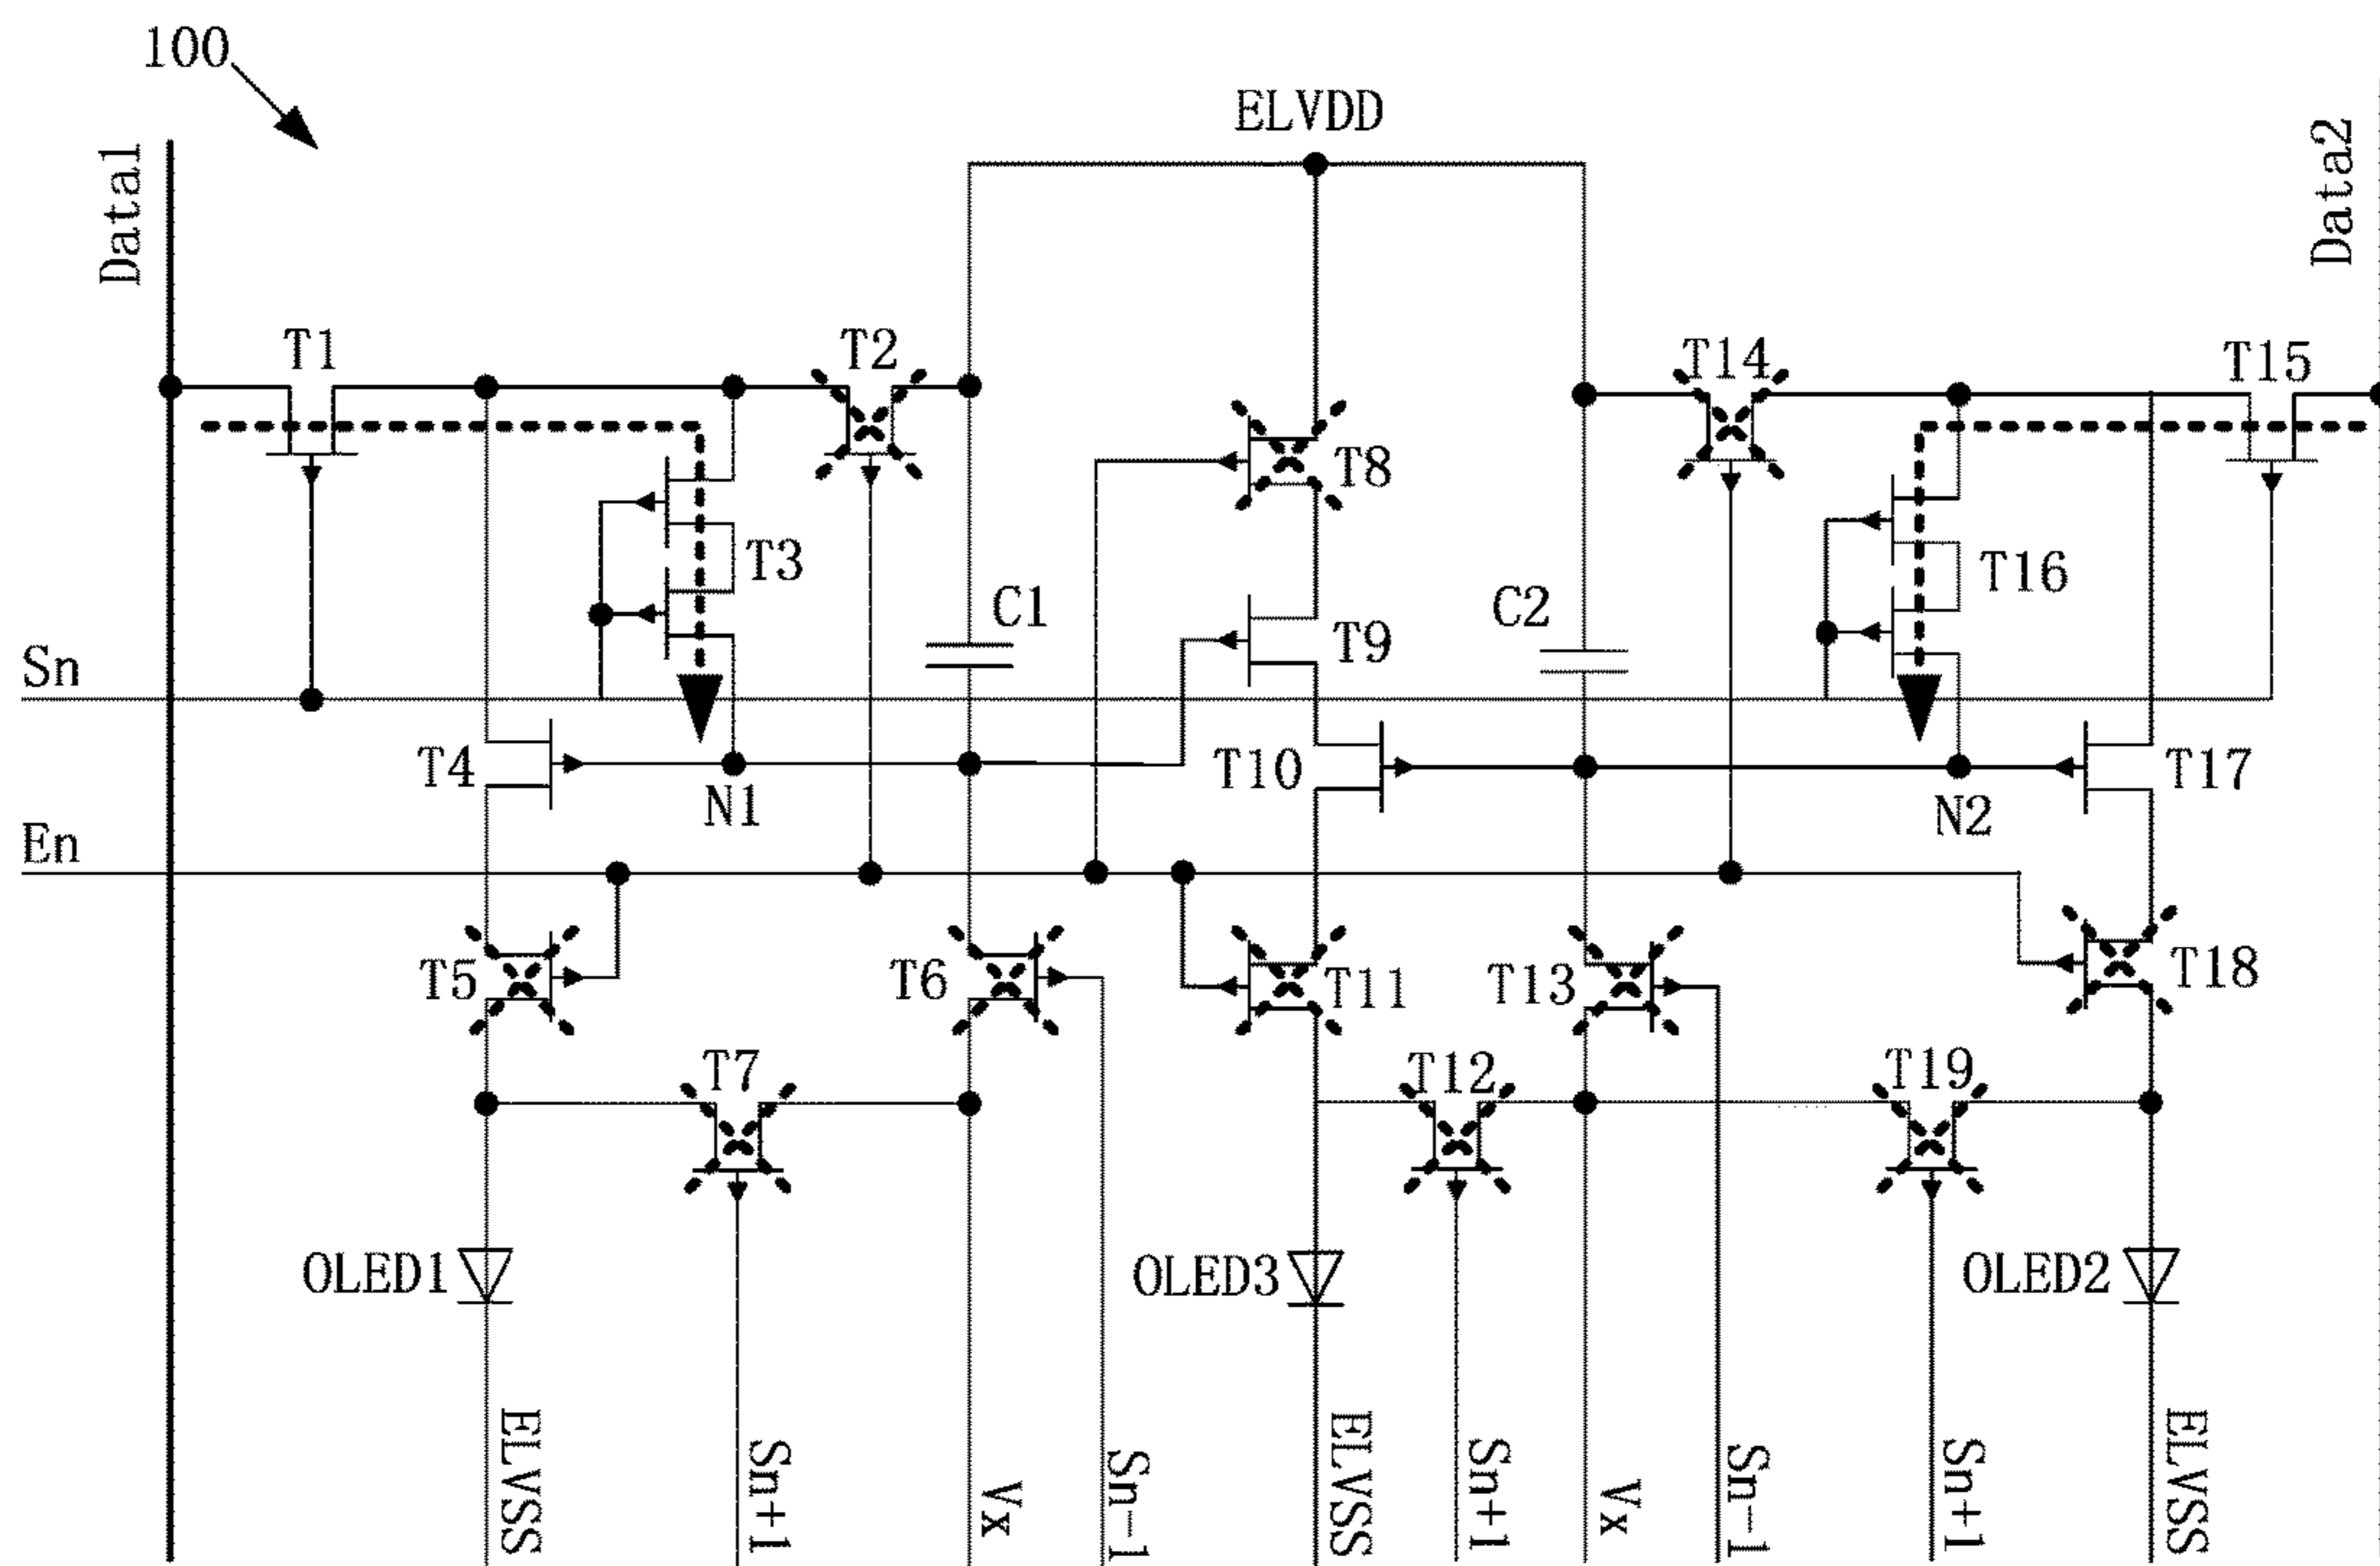 100
ELVDD
Data1
Data2
T1
T2
T14
T15
T8
T3
T16
C1
C2
T9
Sn
T4
T10
T17
N1
N2
En
T5
T6
T11
T13
T18
T7
T12
T19
OLED1
OLED3
OLED2
ELVSS
Sn+1
Vx
Sn-1
ELVSS
Sn+1
Vx
Sn-1
Sn+1
ELVSS